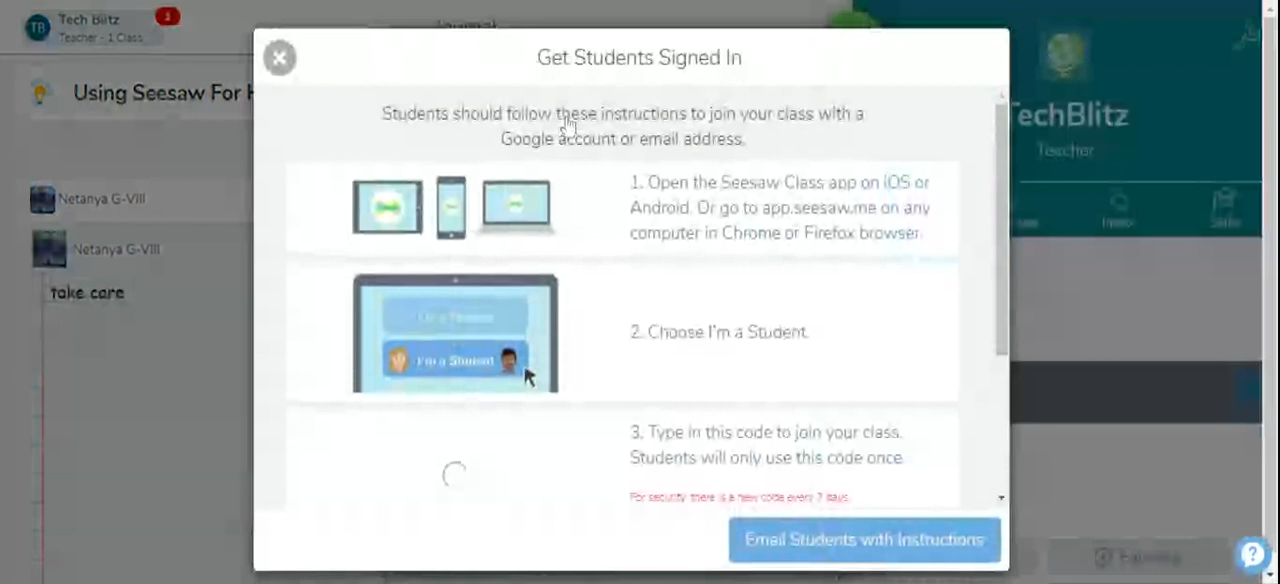 TB
Tech Blitz
Teacher - 1 Class
Journal
Using Seesaw For H
Netanya G-VIII
Netanya G-VIII
take care
Get Students Signed In
Students should follow these instructions to join your class with a
Google account or email address.
1. Open the Seesaw Class app on iOS or
Android. Or go to app.seesaw.me on any
computer in Chrome or Firefox browser.
I'm a Student
2. Choose I'm a Student.
3. Type in this code to join your class.
Students will only use this code once.
For security, there is a new code every 7 days.
Email Students with Instructions
TechBlitz
Teacher
?